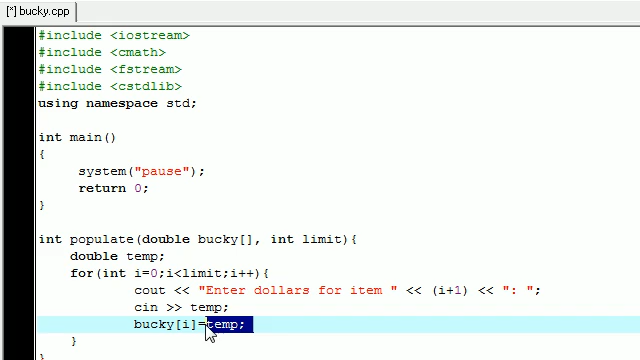 [*] bucky.cpp
#include <iostream>
#include <cmath>
#include <fstream>
#include <cstdlib>
using namespace std;
int main()
{
system("pause");
return 0;
}
int populate(double bucky[], int limit){
double temp;
for(int i=0;i<limit;i++){
cout << "Enter dollars for item " << (i+1) << ": ";
cin >> temp;
bucky[i]=temp;
}
}